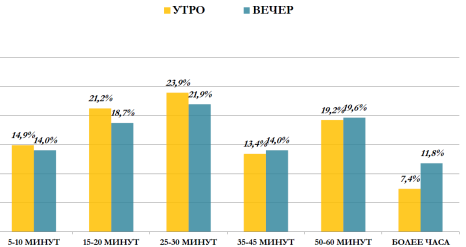 УТРО ВЕЧЕР
14,9% 14,0% 21,2% 18,7% 23,9% 21,9% 13,4% 14,0% 19,2% 19,6% 7,4% 11,8%
5-10 МИНУТ 15-20 МИНУТ 25-30 МИНУТ 35-45 МИНУТ 50-60 МИНУТ БОЛЕЕ ЧАСА